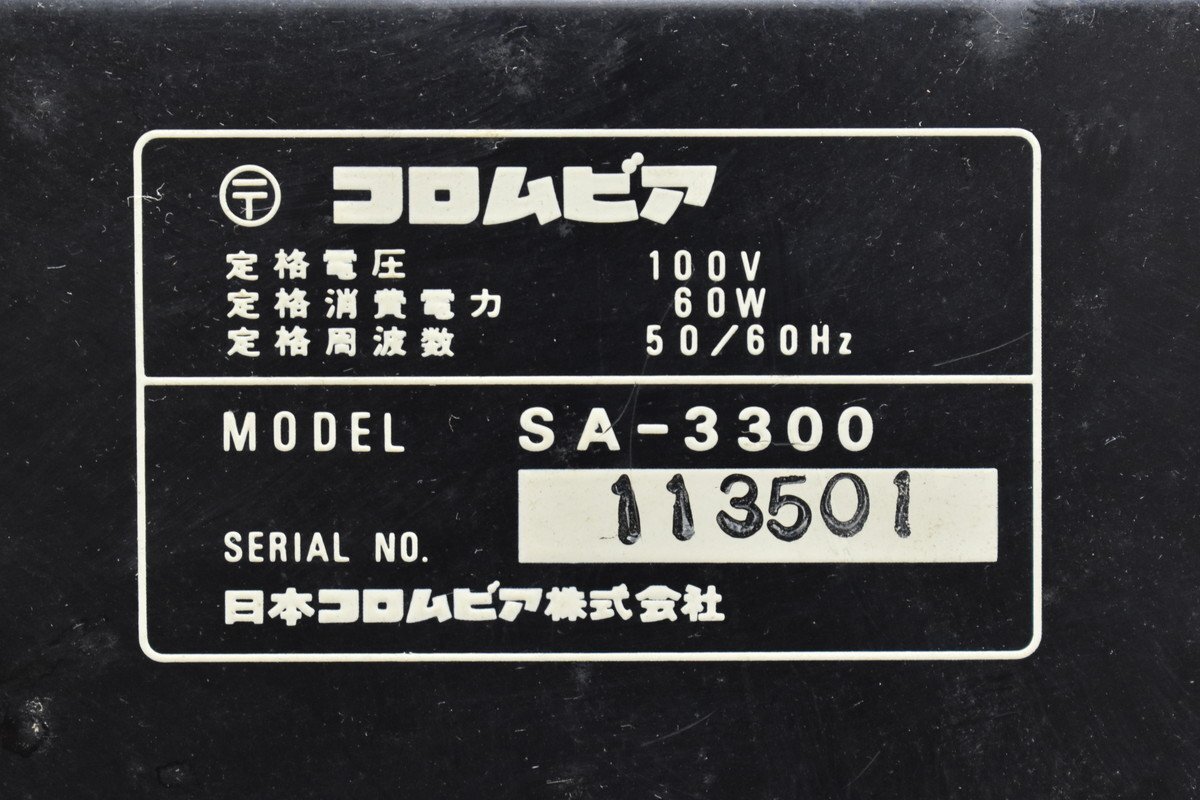 〒 コロムビア
定格電圧 100V
定格消費電力 60W
定格周波数 50/60Hz
MODEL SA-3300
SERIAL NO. 113501
日本コロムビア株式会社